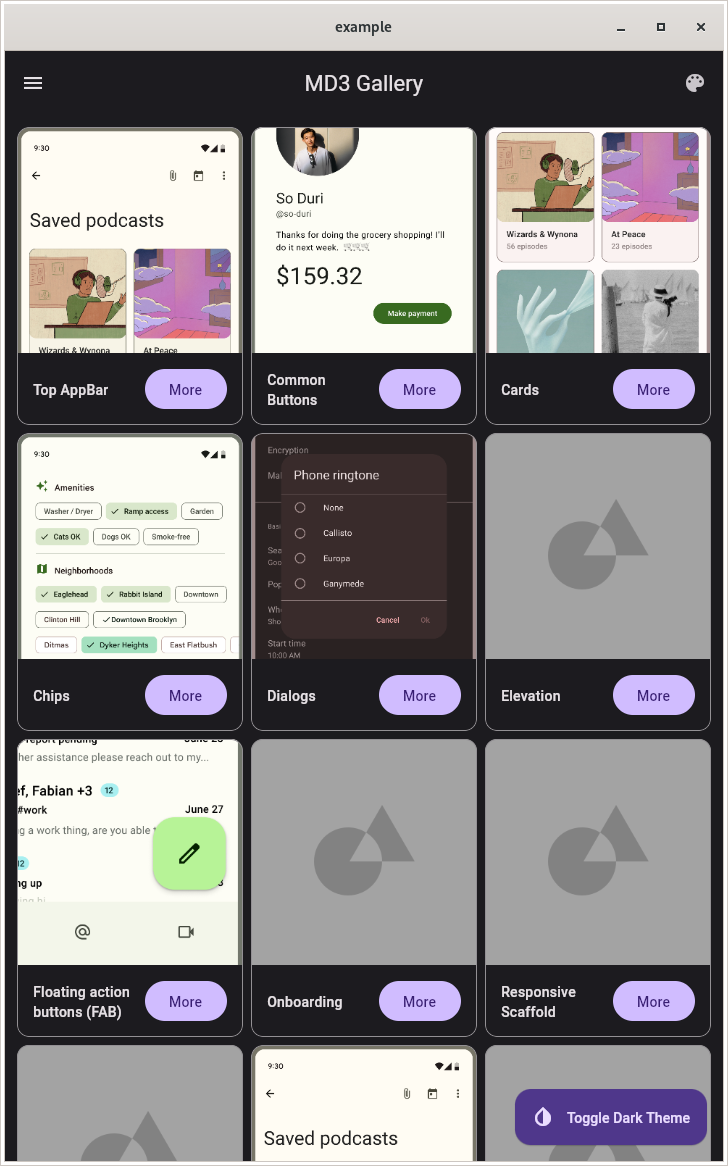 example
MD3 Gallery
9:30
Saved podcasts
Wizards & Wynona
At Peace
Top AppBar
More
So Duri
@so-duri
Thanks for doing the grocery shopping! I'll
do it next week.
$159.32
Make payment
Common
Buttons
More
Wizards & Wynona
56 episodes
At Peace
23 episodes
Cards
More
9:30
Amenities
Washer / Dryer
Ramp access
Garden
Cats OK
Dogs OK
Smoke-free
Neighborhoods
Eaglehead
Rabbit Island
Downtown
Clinton Hill
Downtown Brooklyn
Ditmas
Dyker Heights
East Flatbush
Chips
More
Encryption
Phone ringtone
None
Callisto
Europa
Ganymede
Cancel
Ok
Start time
10:00 AM
Dialogs
More
Elevation
More
report pending
her assistance please reach out to my...
ef, Fabian +3
12
#work
June 27
ng a work thing, are you able
12
ng up
Floating action
buttons (FAB)
More
Onboarding
More
Responsive
Scaffold
More
9:30
Saved podcasts
Toggle Dark Theme